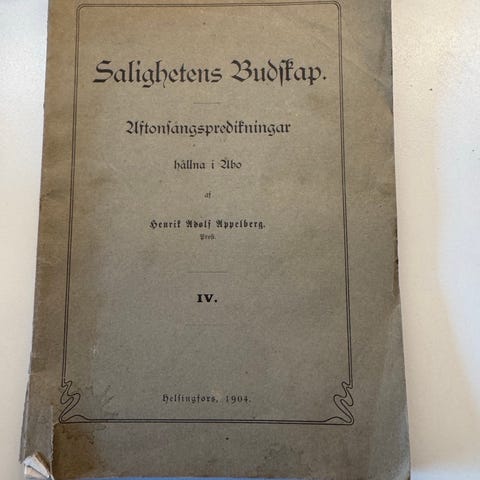 Salighetens Budskap.
Aftonsångspredikningar
hållna i Åbo
af
Henrik Adolf Appelberg.
Prost.
IV.
Helsingfors, 1904.